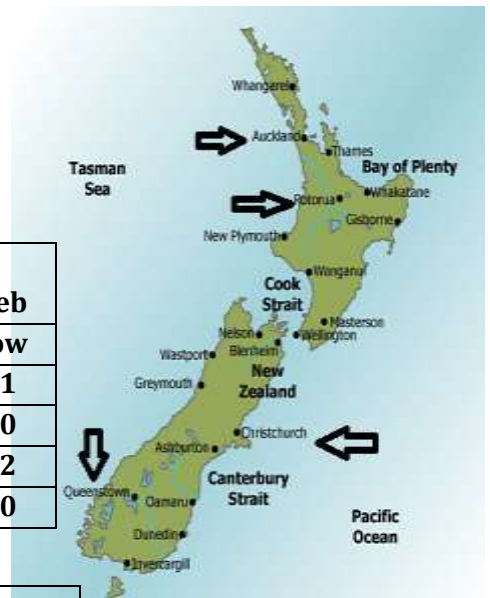 Whangarei
Auckland
Thames
Tasman
Sea
Bay of Plenty
Rotorua
Whakatane
Gisborne
New Plymouth
Wanganui
Cook
Strait
Nelson
Masterson
Wellington
Blenheim
Wastport
New
Zealand
Greymouth
Christchurch
Ashburton
Canterbury
Strait
Queenstown
Oamaru
Pacific
Ocean
Dunedin
Invercargill
eb
ow
1
0
2
0